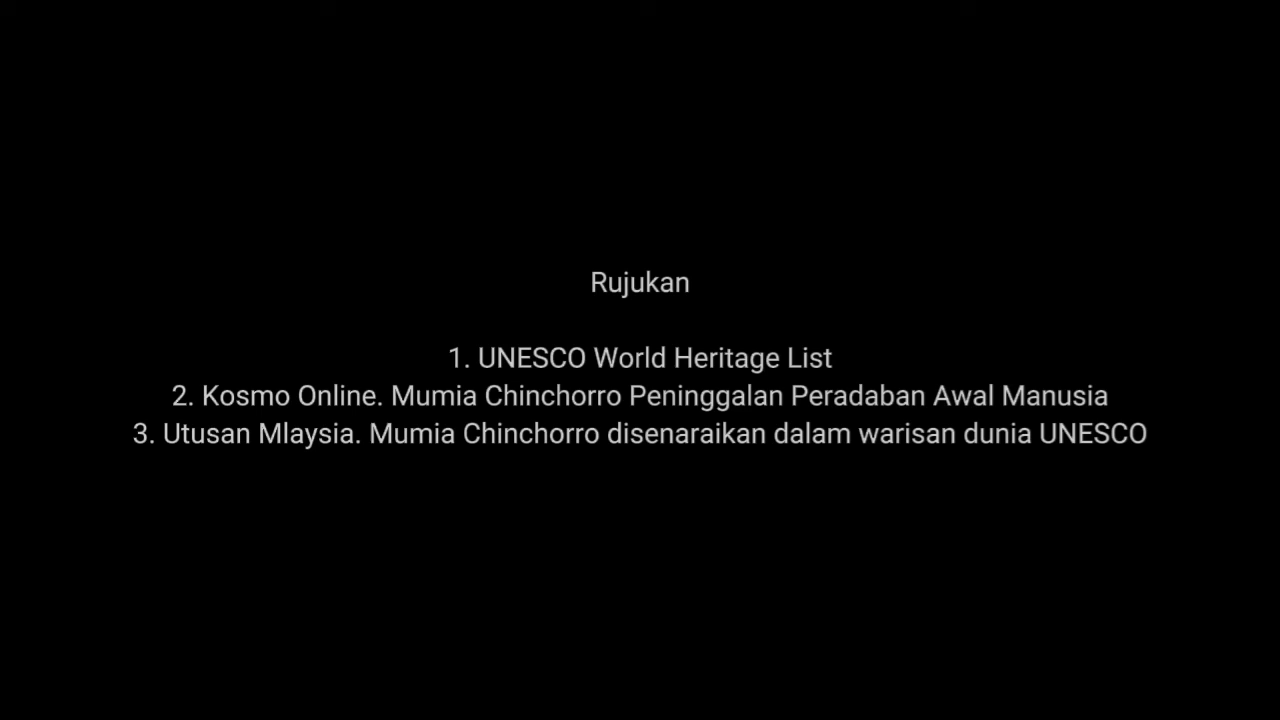 Rujukan
1. UNESCO World Heritage List
2. Kosmo Online. Mumia Chinchorro Peninggalan Peradaban Awal Manusia
3. Utusan Mlaysia. Mumia Chinchorro disenaraikan dalam warisan dunia UNESCO